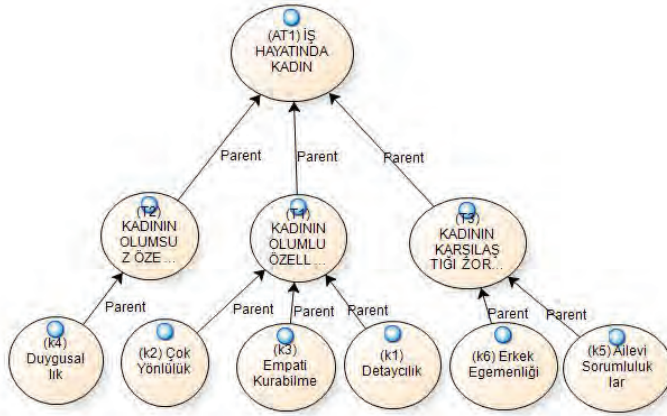 (AT1) İŞ
HAYATINDA
KADIN
Parent
Parent
Parent
(T2)
KADININ
OLUMSU
Z ÖZE ...
(T1)
KADININ
OLUMLU
ÖZELL ...
(T3)
KADININ
KARŞILAŞ
TIĞI ZOR...
Parent
Parent
Parent
Parent
Parent
Parent
(k4)
Duygusal
lık
(k2) Çok
Yönlülük
(k3)
Empati
Kurabilme
(k1)
Detaycılık
(k6) Erkek
Egemenliği
(k5) Ailevi
Sorumluluk
lar